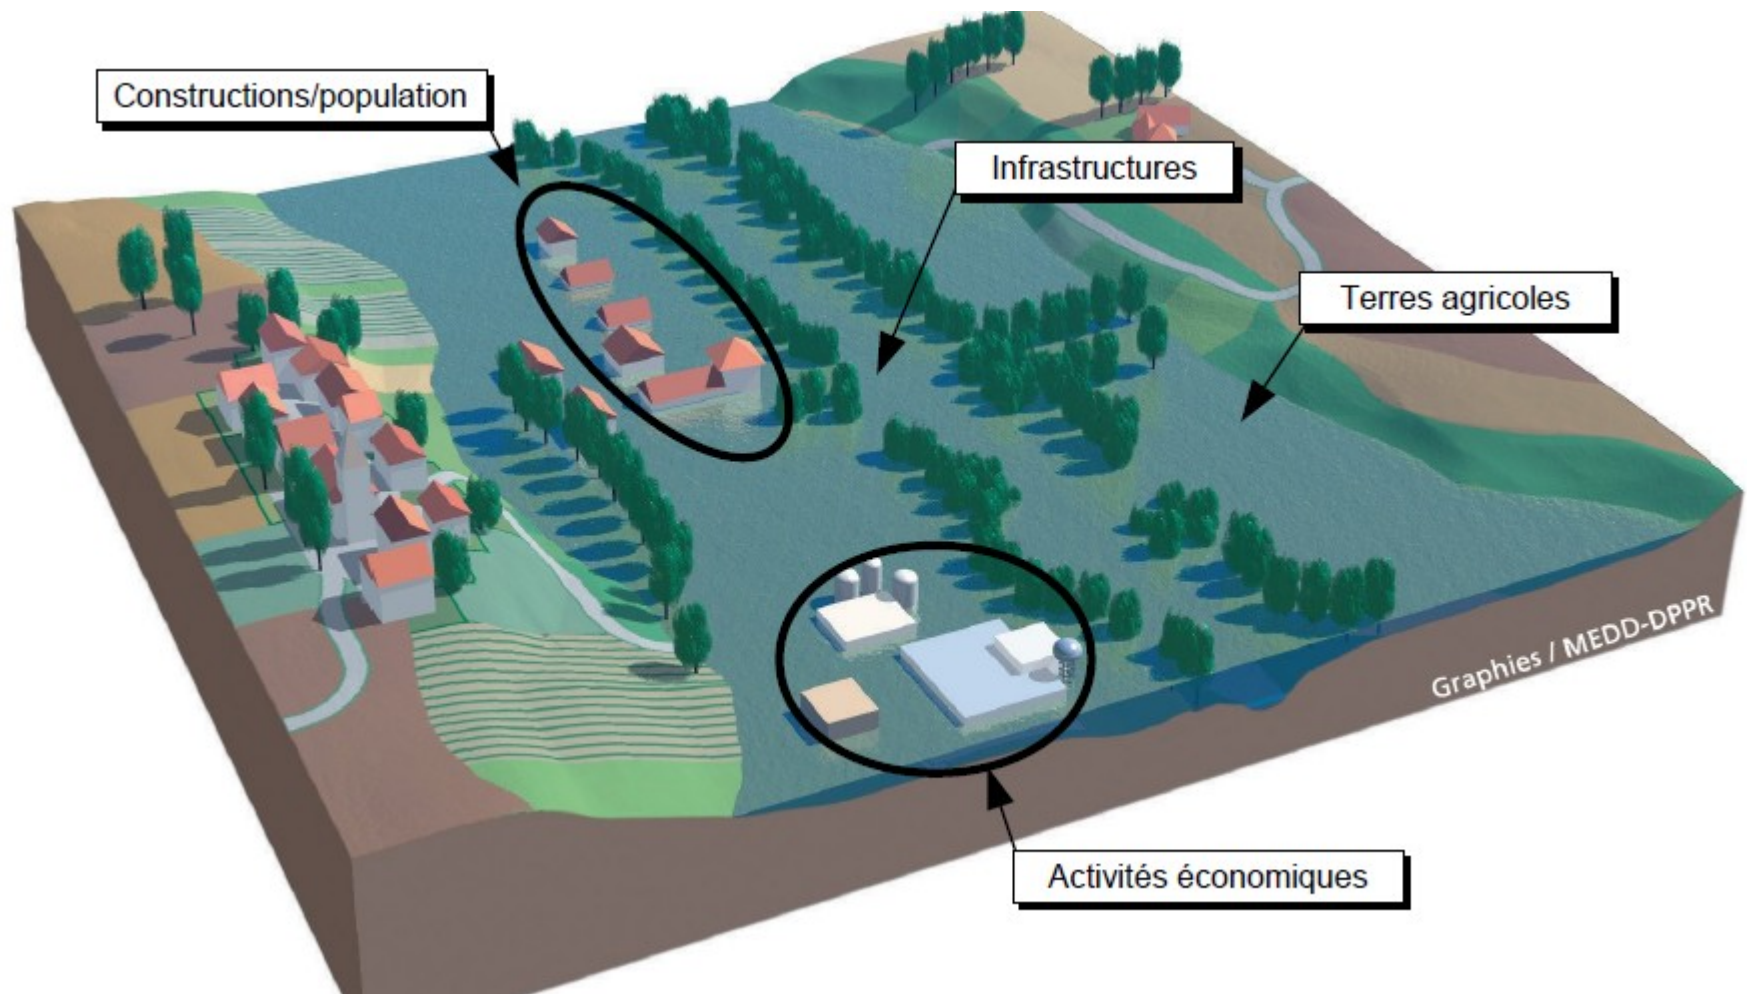 Constructions/population
Infrastructures
Terres agricoles
Graphies / MEDD-DPPR
Activités économiques